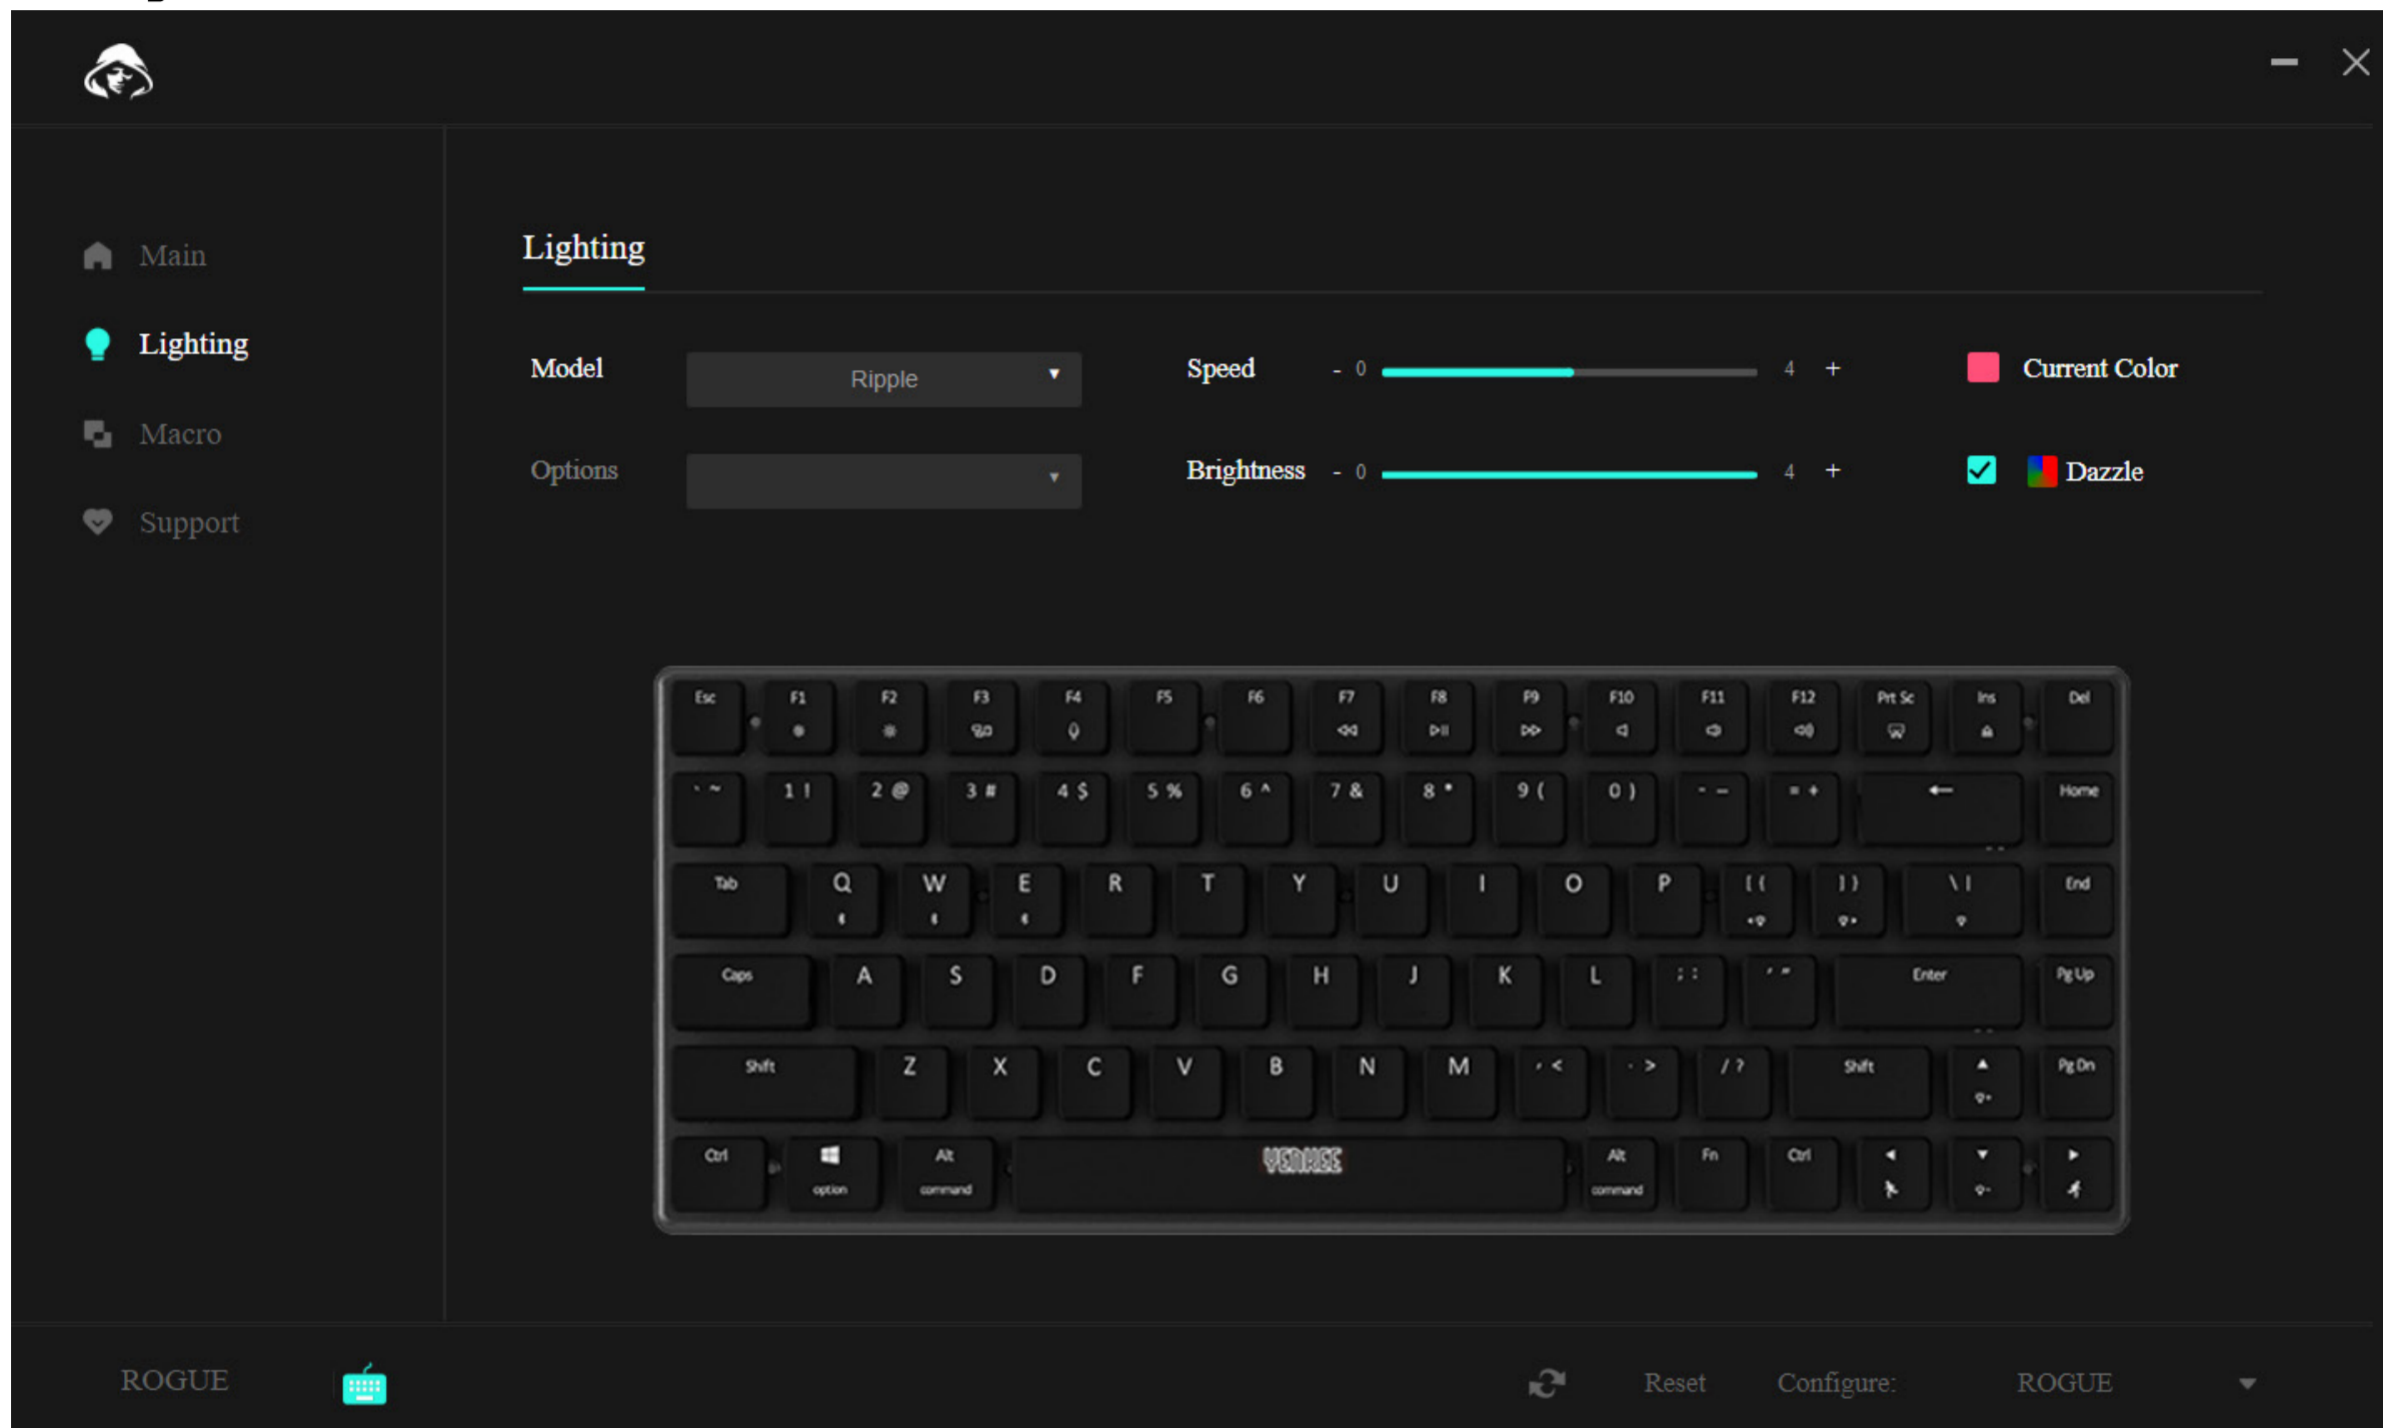 Main
Lighting
Macro
Support
Lighting
Model Ripple Speed - 0 4 + Current Color
Options Brightness - 0 4 + Dazzle
Esc F1 F2 F3 F4 F5 F6 F7 F8 F9 F10 F11 F12 Prt Sc Ins Del
` ~ 1 ! 2 @ 3 # 4 $ 5 % 6 ^ 7 & 8 * 9 ( 0 ) - – = + ← Home
Tab Q W E R T Y U I O P [ { ] } \ | End
Caps A S D F G H J K L ; : ' " Enter Pg Up
Shift Z X C V B N M , < . > / ? Shift Pg Dn
Ctrl Alt YENKEE Alt Fn Ctrl
option command command
ROGUE Reset Configure: ROGUE